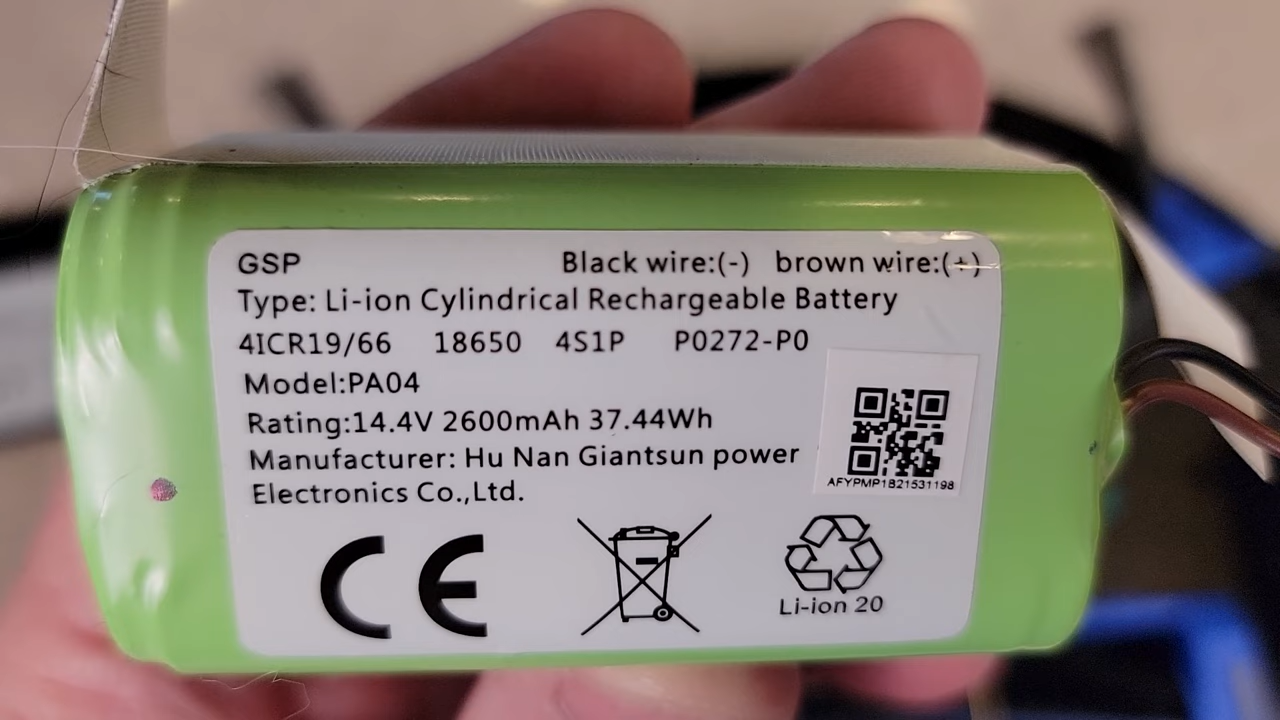 GSP Black wire:(-) brown wire:(+)
Type: Li-ion Cylindrical Rechargeable Battery
4ICR19/66 18650 4S1P P0272-P0
Model:PA04
Rating:14.4V 2600mAh 37.44Wh
Manufacturer: Hu Nan Giantsun power
Electronics Co.,Ltd.
AFYPMP1821531198
CE
Li-ion 20